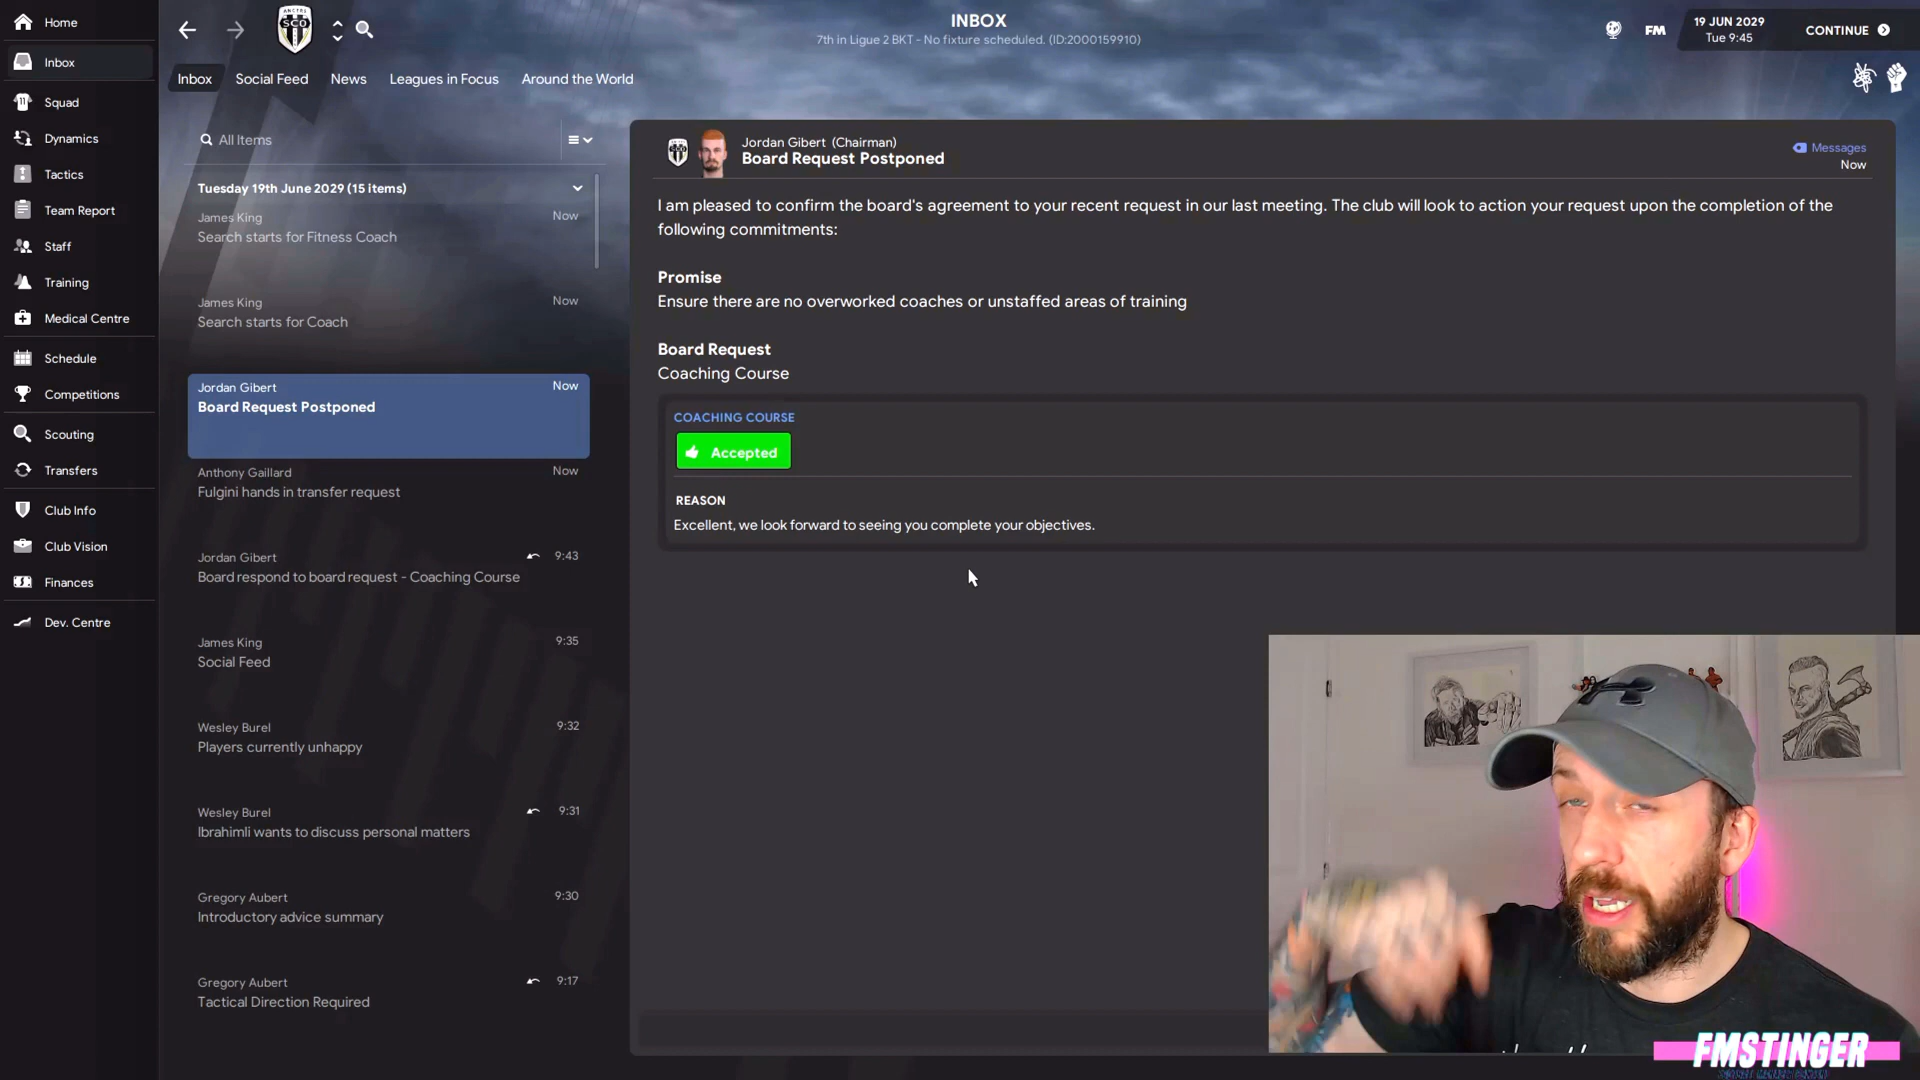 Home
Inbox
Squad
Dynamics
Tactics
Team Report
Staff
Training
Medical Centre
Schedule
Competitions
Scouting
Transfers
Club Info
Club Vision
Finances
Dev. Centre
SCO
INBOX
7th in Ligue 2 BKT - No fixture scheduled. (ID:2000159910)
FM
19 JUN 2029
Tue 9:45
CONTINUE
Inbox
Social Feed
News
Leagues in Focus
Around the World
All Items
Tuesday 19th June 2029 (15 items)
James King
Now
Search starts for Fitness Coach
James King
Now
Search starts for Coach
Jordan Gibert
Now
Board Request Postponed
Anthony Gaillard
Now
Fulgini hands in transfer request
Jordan Gibert
9:43
Board respond to board request - Coaching Course
James King
9:35
Social Feed
Wesley Burel
9:32
Players currently unhappy
Wesley Burel
9:31
Ibrahimli wants to discuss personal matters
Gregory Aubert
9:30
Introductory advice summary
Gregory Aubert
9:17
Tactical Direction Required
Jordan Gibert (Chairman)
Board Request Postponed
Messages
Now
I am pleased to confirm the board's agreement to your recent request in our last meeting. The club will look to action your request upon the completion of the
following commitments:
Promise
Ensure there are no overworked coaches or unstaffed areas of training
Board Request
Coaching Course
COACHING COURSE
Accepted
REASON
Excellent, we look forward to seeing you complete your objectives.
FMSTINGER